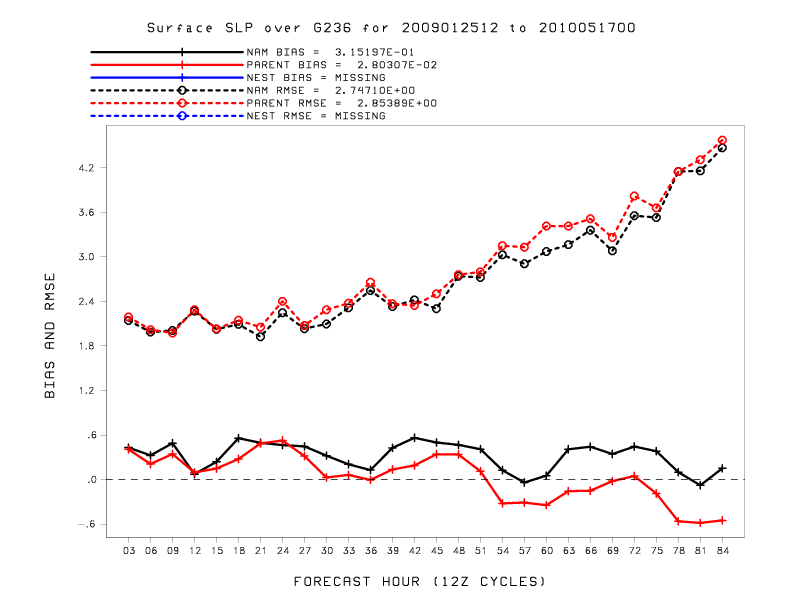 Surface SLP over G236 for 2009012512 to 2010051700
NAM BIAS = 3.15197E-01
PARENT BIAS = 2.80307E-02
NEST BIAS = MISSING
NAM RMSE = 2.74710E+00
PARENT RMSE = 2.85389E+00
NEST RMSE = MISSING
4.2
3.6
3.0
2.4
1.8
1.2
.6
.0
-.6
BIAS AND RMSE
03 06 09 12 15 18 21 24 27 30 33 36 39 42 45 48 51 54 57 60 63 66 69 72 75 78 81 84
FORECAST HOUR (12Z CYCLES)